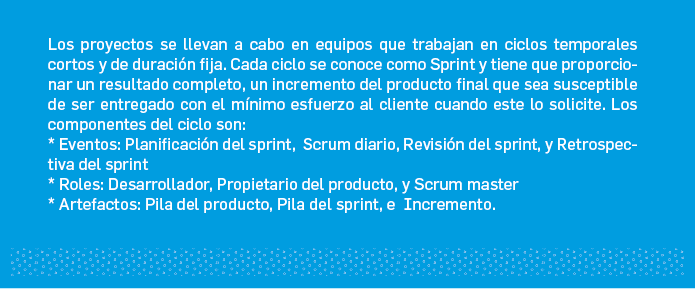 Los proyectos se llevan a cabo en equipos que trabajan en ciclos temporales
cortos y de duración fija. Cada ciclo se conoce como Sprint y tiene que proporcio-
nar un resultado completo, un incremento del producto final que sea susceptible
de ser entregado con el mínimo esfuerzo al cliente cuando este lo solicite. Los
componentes del ciclo son:
* Eventos: Planificación del sprint,  Scrum diario, Revisión del sprint, y Retrospec-
tiva del sprint
* Roles: Desarrollador, Propietario del producto, y Scrum master
* Artefactos: Pila del producto, Pila del sprint, e  Incremento.